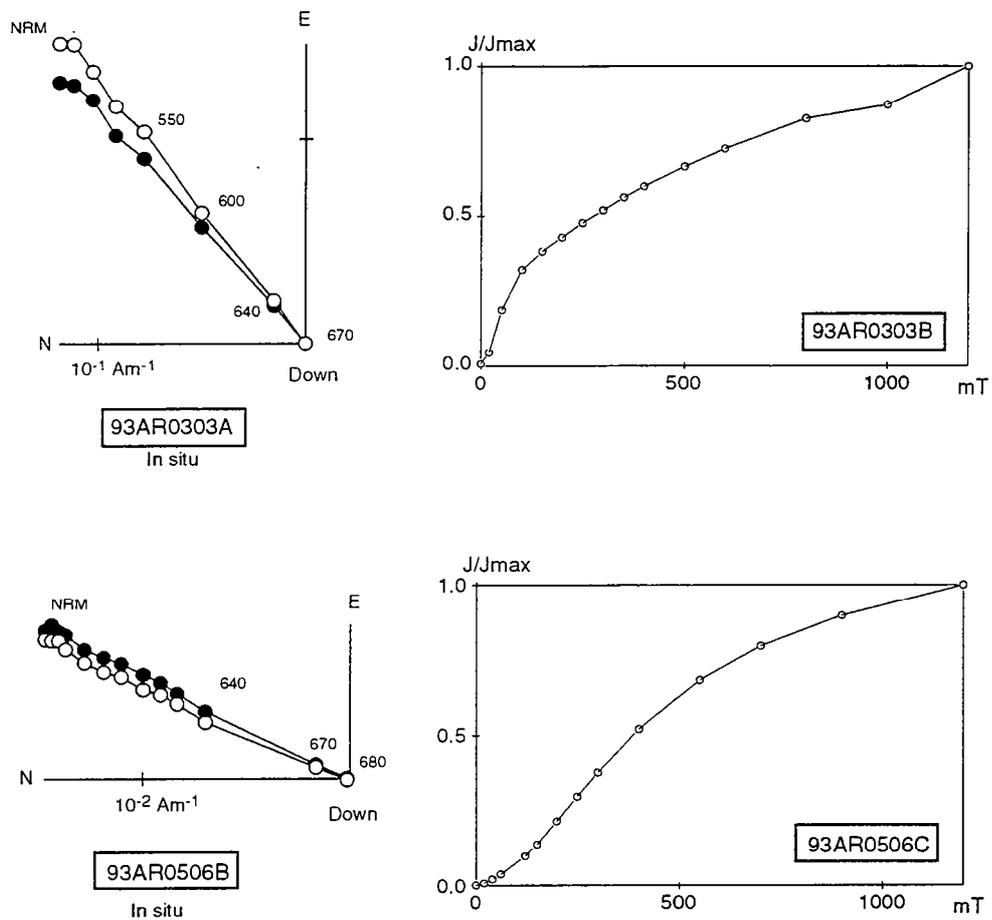 E
NRM
550
600
640
670
N
10-1 Am-1
Down
93AR0303A
In situ
J/Jmax
1.0
0.5
0.0
0
500
1000
mT
93AR0303B
NRM
E
640
670
680
N
10-2 Am-1
Down
93AR0506B
In situ
J/Jmax
1.0
0.5
0.0
0
500
1000
mT
93AR0506C